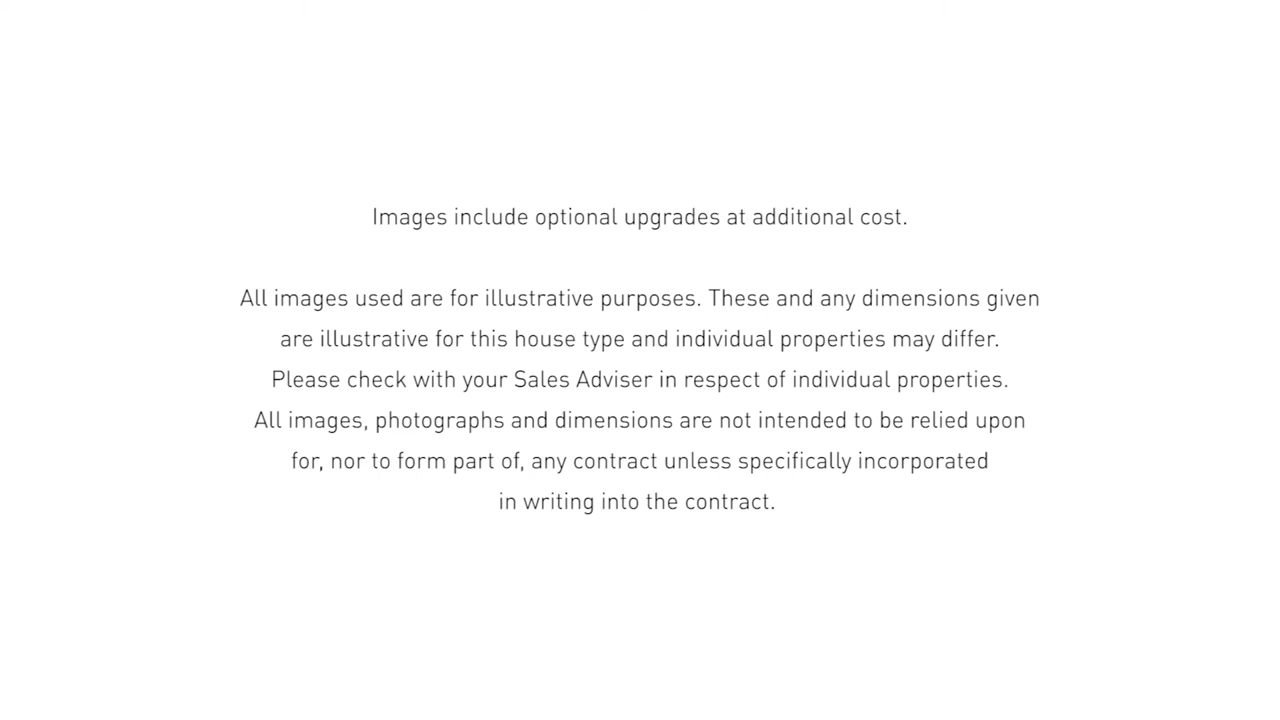 Images include optional upgrades at additional cost.
All images used are for illustrative purposes. These and any dimensions given
are illustrative for this house type and individual properties may differ.
Please check with your Sales Adviser in respect of individual properties.
All images, photographs and dimensions are not intended to be relied upon
for, nor to form part of, any contract unless specifically incorporated
in writing into the contract.